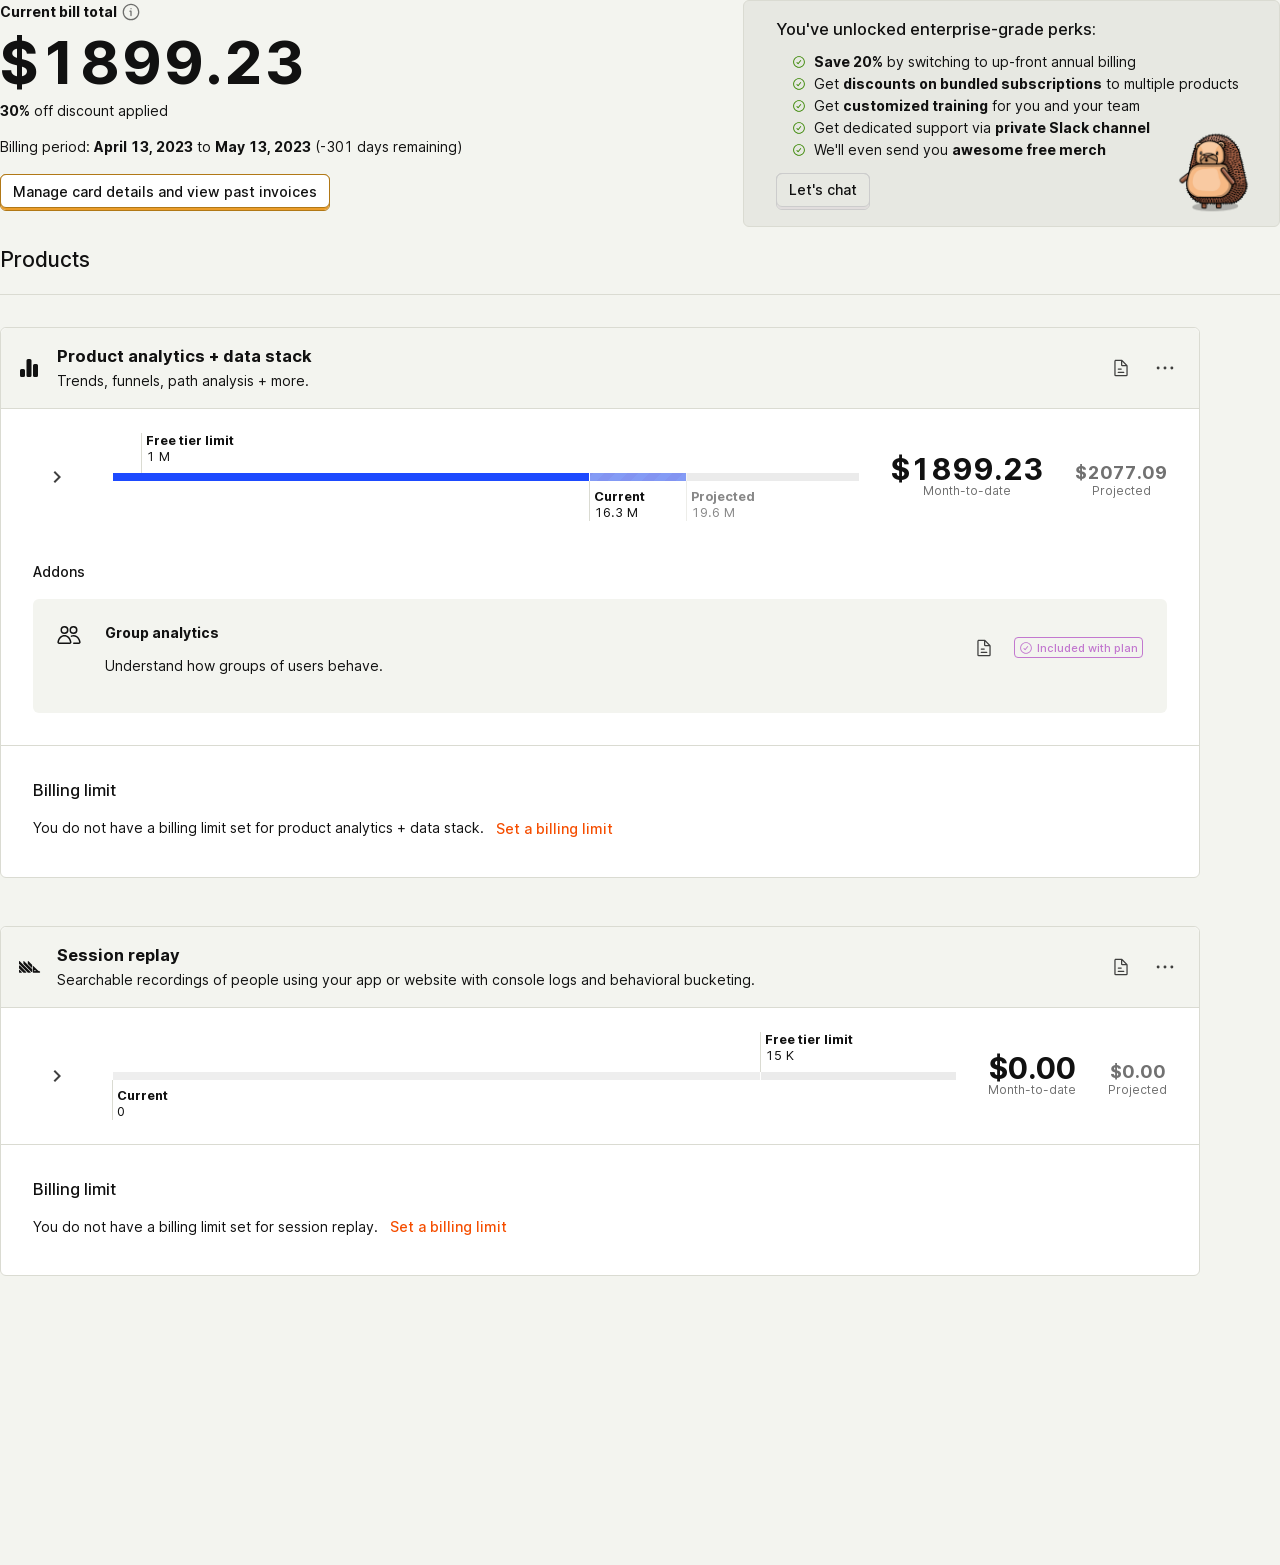 Current bill total
$1899.23
30% off discount applied
Billing period: April 13, 2023 to May 13, 2023 (-301 days remaining)
Manage card details and view past invoices
You've unlocked enterprise-grade perks:
Save 20% by switching to up-front annual billing
Get discounts on bundled subscriptions to multiple products
Get customized training for you and your team
Get dedicated support via private Slack channel
We'll even send you awesome free merch
Let's chat
Products
Product analytics + data stack
Trends, funnels, path analysis + more.
Free tier limit
1 M
Current
16.3 M
Projected
19.6 M
$1899.23
Month-to-date
$2077.09
Projected
Addons
Group analytics
Understand how groups of users behave.
Included with plan
Billing limit
You do not have a billing limit set for product analytics + data stack. Set a billing limit
Session replay
Searchable recordings of people using your app or website with console logs and behavioral bucketing.
Free tier limit
15 K
Current
0
$0.00
Month-to-date
$0.00
Projected
Billing limit
You do not have a billing limit set for session replay. Set a billing limit